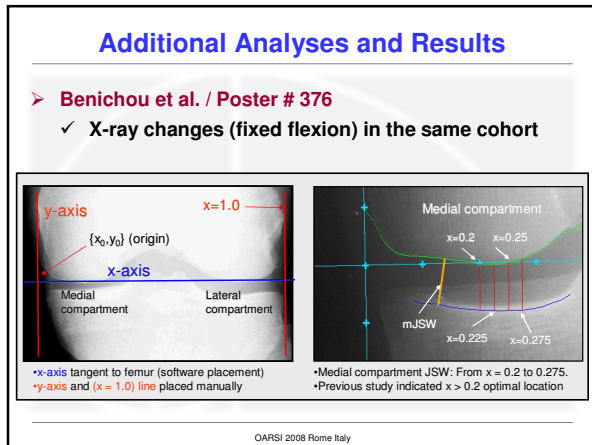 Additional Analyses and Results
➢ Benichou et al. / Poster # 376
✓ X-ray changes (fixed flexion) in the same cohort
y-axis
x=1.0
{x₀,y₀} (origin)
x-axis
Medial
compartment
Lateral
compartment
•x-axis tangent to femur (software placement)
•y-axis and (x = 1.0) line placed manually
Medial compartment
x=0.2
x=0.25
mJSW
x=0.225
x=0.275
•Medial compartment JSW: From x = 0.2 to 0.275.
•Previous study indicated x > 0.2 optimal location
OARSI 2008 Rome Italy